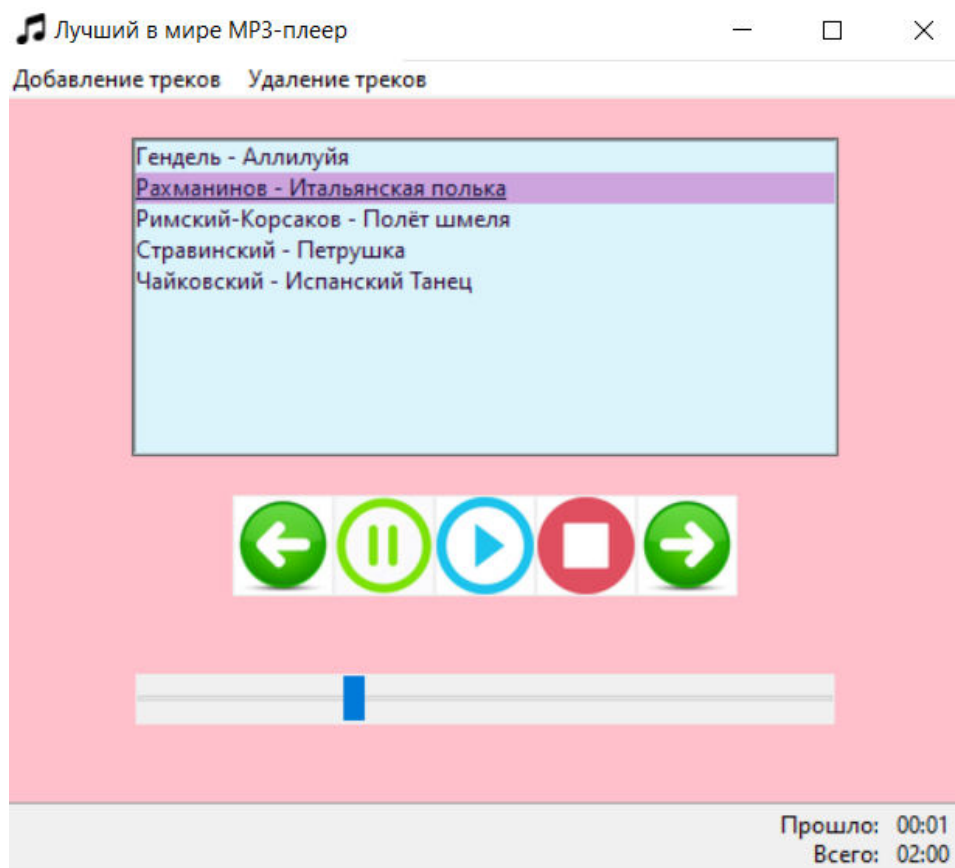 Лучший в мире MP3-плеер
Добавление треков Удаление треков
Гендель - Аллилуйя
Рахманинов - Итальянская полька
Римский-Корсаков - Полёт шмеля
Стравинский - Петрушка
Чайковский - Испанский Танец
Прошло: 00:01
Всего: 02:00